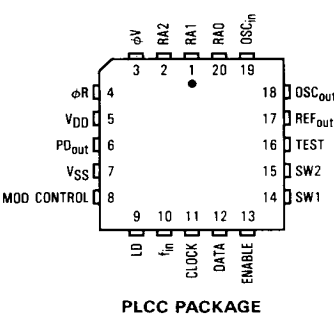 φV RA2 RA1 RA0 OSCin
3 2 1 20 19
φR 4 18 OSCout
VDD 5 17 REFout
PDout 6 16 TEST
VSS 7 15 SW2
MOD CONTROL 8 14 SW1
9 10 11 12 13
LD fin CLOCK DATA ENABLE
PLCC PACKAGE